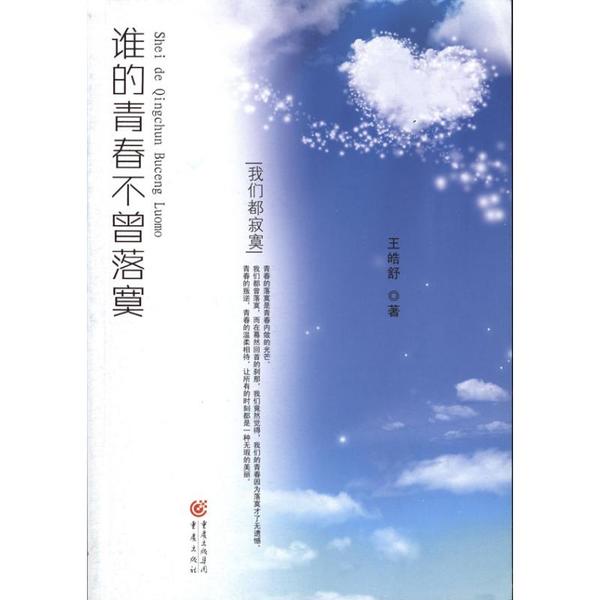 谁的青春不曾落寞
Shei de Qingchun Buceng Luomo
我们都寂寞
王皓舒 ◎著
青春的落寞是青春内敛的光芒，
我们都曾落寞，而在蓦然回首的刹那，我们竟然觉得，我们的青春因为落寞才了无遗憾，
青春的叛逆，青春的温柔相待，让所有的时刻都是一种无瑕的美丽。
重庆出版集团
重庆出版社